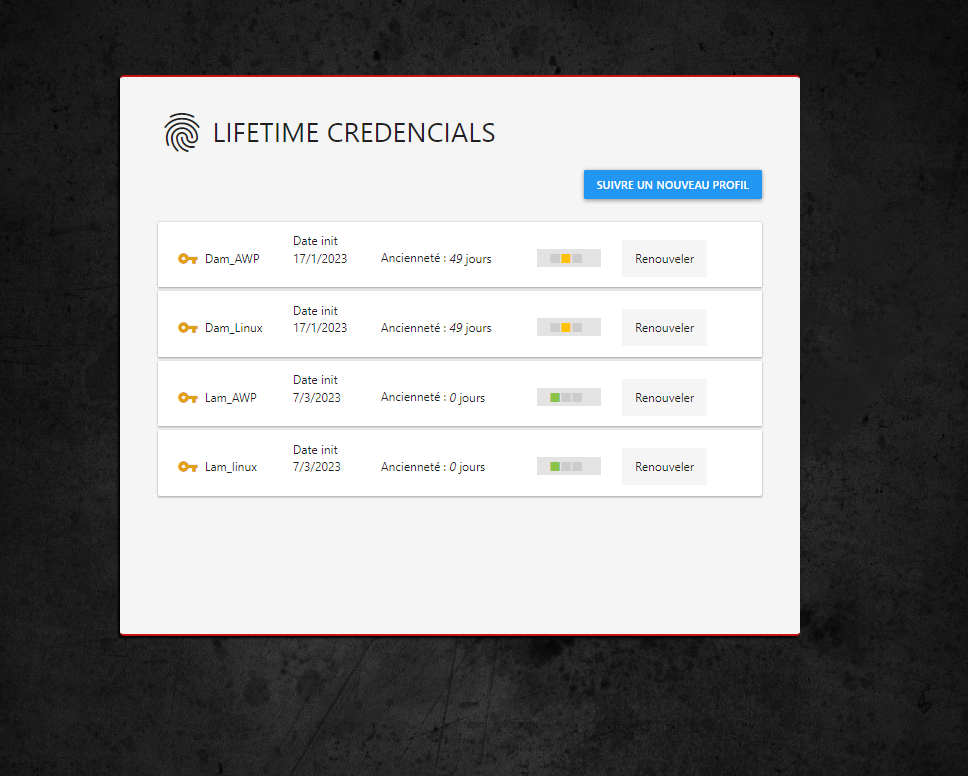 LIFETIME CREDENCIALS
SUIVRE UN NOUVEAU PROFIL
Dam_AWP
Date init
17/1/2023
Ancienneté : 49 jours
Renouveler
Dam_Linux
Date init
17/1/2023
Ancienneté : 49 jours
Renouveler
Lam_AWP
Date init
7/3/2023
Ancienneté : 0 jours
Renouveler
Lam_linux
Date init
7/3/2023
Ancienneté : 0 jours
Renouveler